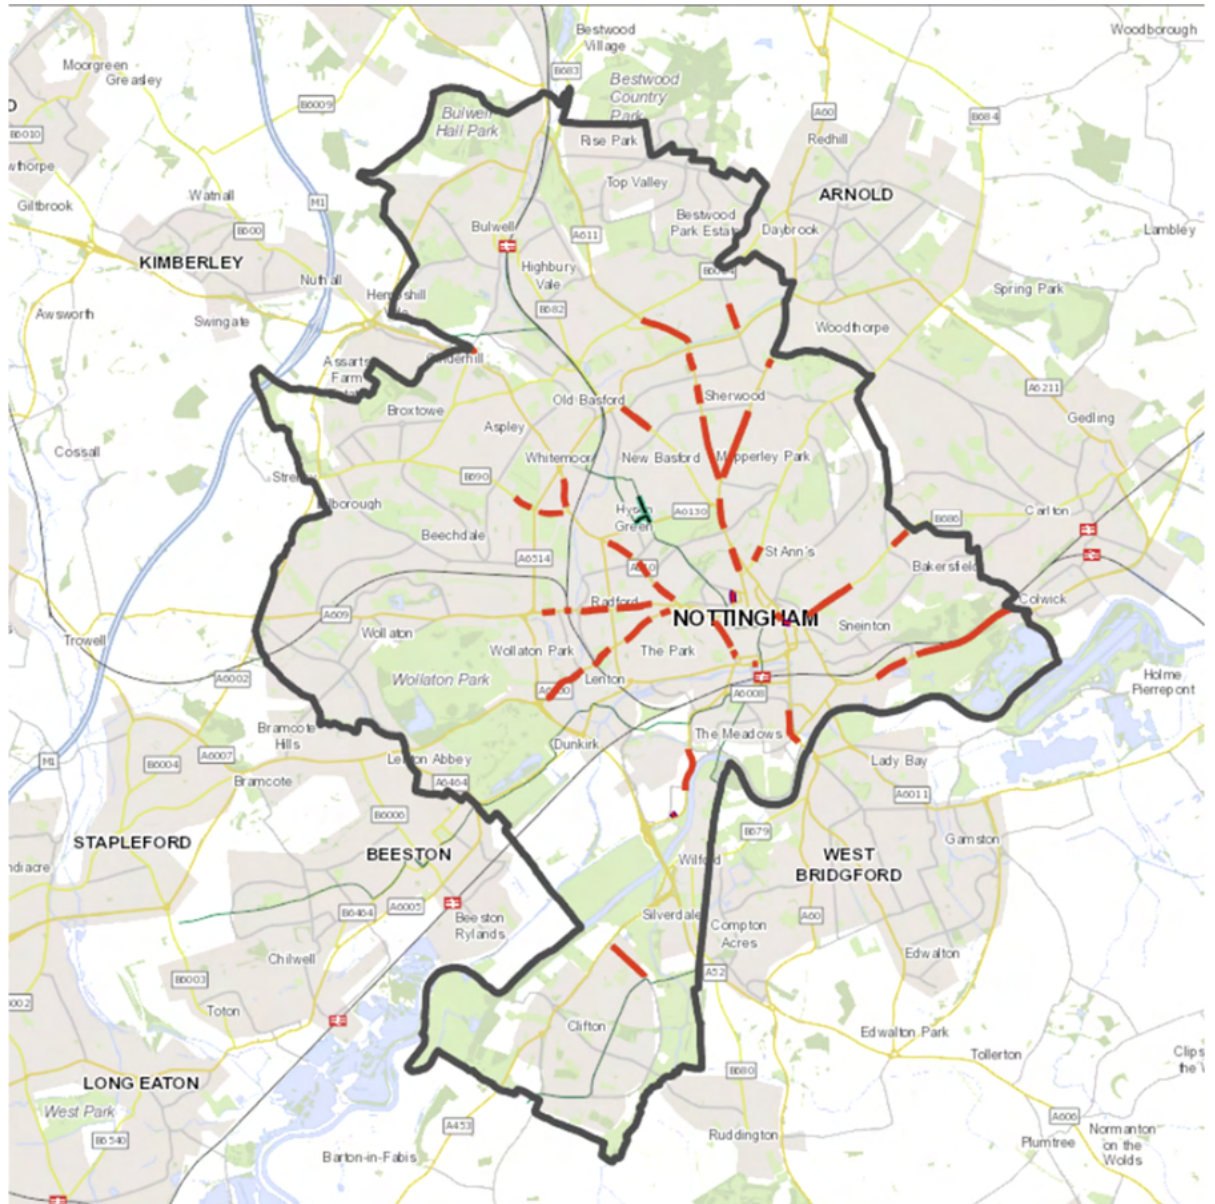 Bestwood
Village
Woodborough
Moorgreen
Greasley
B683
Bestwood
Country
Park
B6009
A60
B684
Bulwell
Hall Park
B6010
Rise Park
Redhill
Giltbrook
Watnall
M1
Top Valley
ARNOLD
Bestwood
Park Estate
Daybrook
Lambley
B600
Bulwell
A611
KIMBERLEY
Nuthall
Highbury
Vale
Spring Park
Awsworth
Swingate
B682
Woodthorpe
Assarts
Farm
A6211
Broxtowe
Old Basford
Sherwood
Gedling
Aspley
Cossall
Whitemoor
New Basford
Mapperley Park
B690
Hyson
Green
A6130
B686
Carlton
Beechdale
St Ann's
A6514
Bakersfield
Colwick
Radford
A609
NOTTINGHAM
Sneinton
Trowell
Wollaton
Wollaton Park
The Park
A6002
Wollaton Park
Lenton
A6008
Holme
Pierrepont
Bramcote
Hills
The Meadows
M1
B6004
A6007
Dunkirk
Lady Bay
Bramcote
Lenton Abbey
A6464
A6011
B6006
B679
Gamston
STAPLEFORD
BEESTON
Wilford
WEST
BRIDGFORD
B6464
A6005
Beeston
Rylands
Silverdale
Compton
Acres
A60
Edwalton
Chilwell
B6003
A52
Toton
Clifton
Edwalton Park
Tollerton
LONG EATON
West Park
B680
B6540
A453
Ruddington
A606
Plumtree
Normanton
on the
Wolds
Barton-in-Fabis